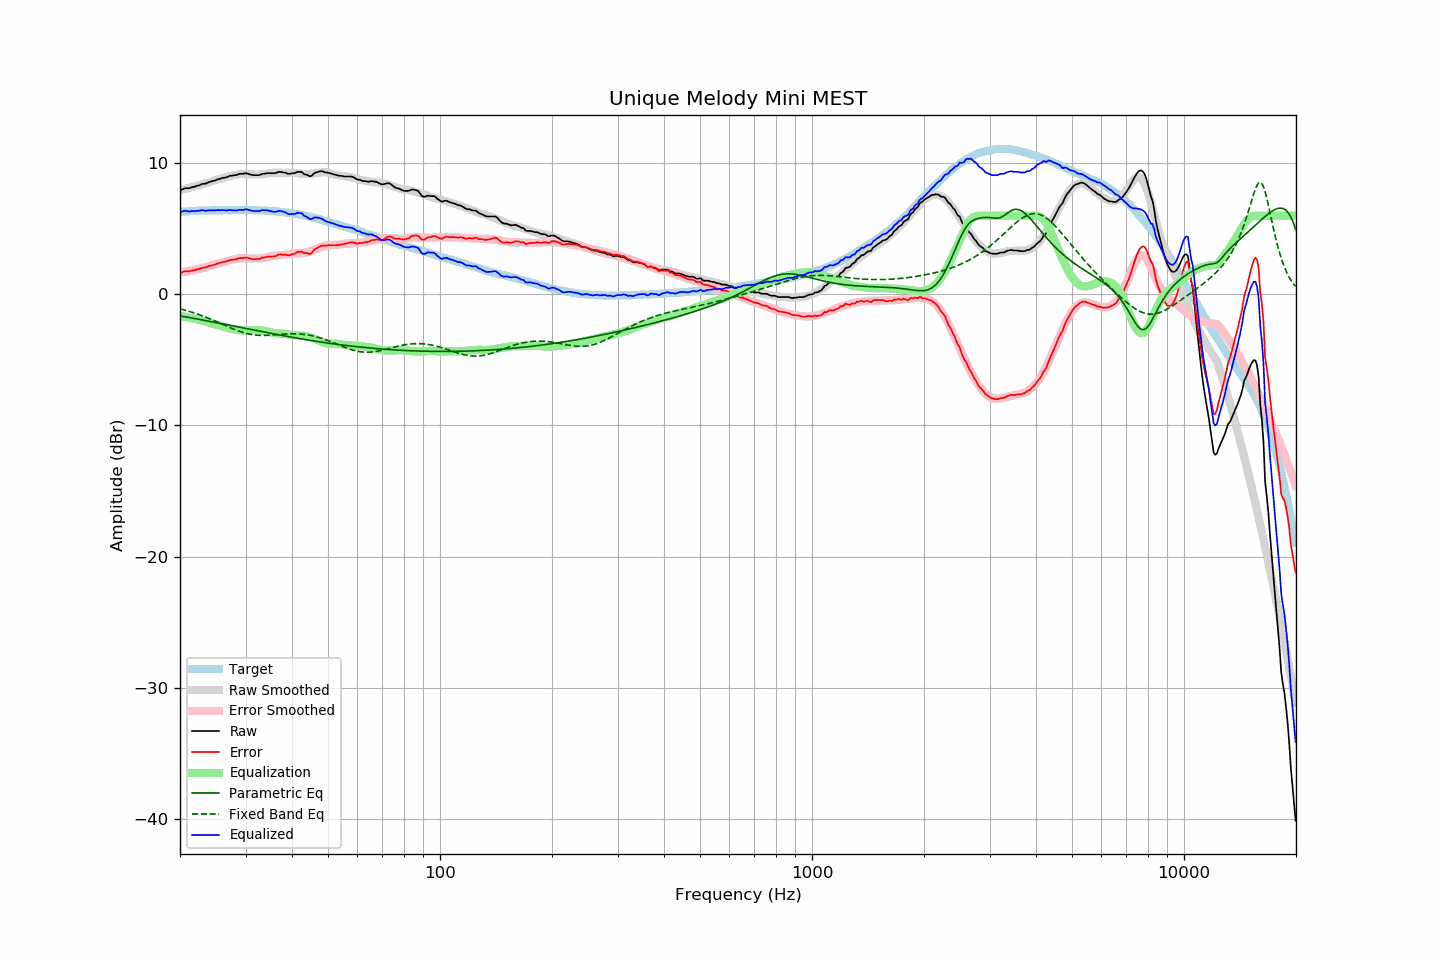 Unique Melody Mini MEST
Amplitude (dBr)
10
0
−10
−20
−30
−40
Target
Raw Smoothed
Error Smoothed
Raw
Error
Equalization
Parametric Eq
Fixed Band Eq
Equalized
100
1000
10000
Frequency (Hz)